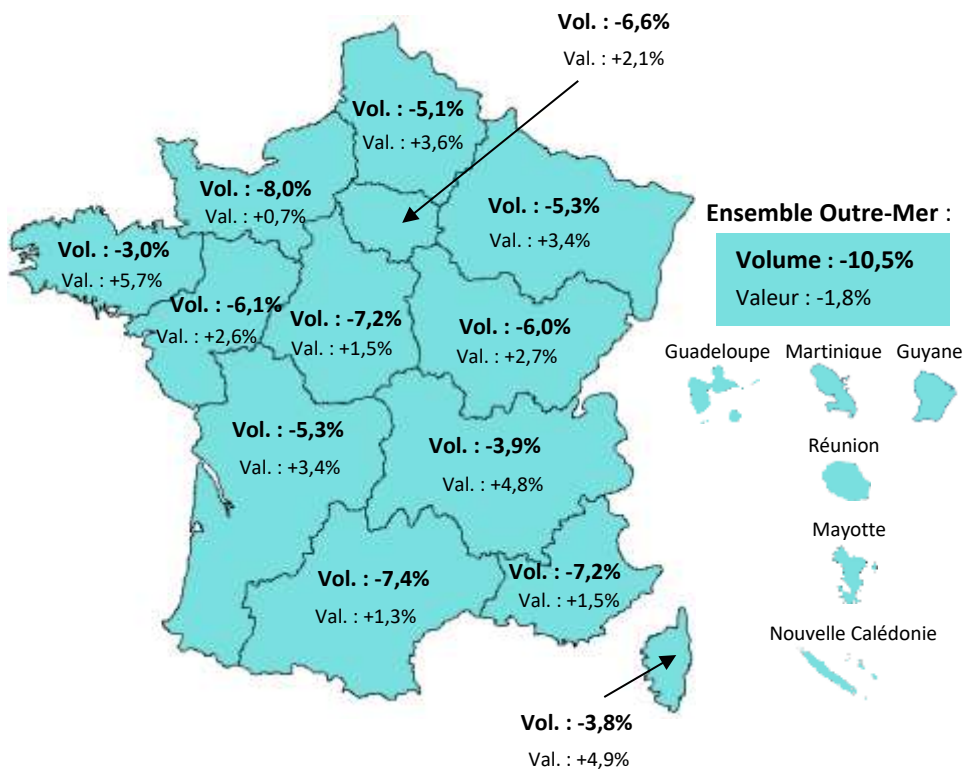 Vol. : -6,6%
Val. : +2,1%
Vol. : -5,1%
Val. : +3,6%
Vol. : -8,0%
Val. : +0,7%
Vol. : -5,3%
Val. : +3,4%
Vol. : -3,0%
Val. : +5,7%
Vol. : -6,1%
Val. : +2,6%
Vol. : -7,2%
Val. : +1,5%
Vol. : -6,0%
Val. : +2,7%
Vol. : -5,3%
Val. : +3,4%
Vol. : -3,9%
Val. : +4,8%
Vol. : -7,4%
Val. : +1,3%
Vol. : -7,2%
Val. : +1,5%
Vol. : -3,8%
Val. : +4,9%
Ensemble Outre-Mer :
Volume : -10,5%
Valeur : -1,8%
Guadeloupe
Martinique
Guyane
Réunion
Mayotte
Nouvelle Calédonie